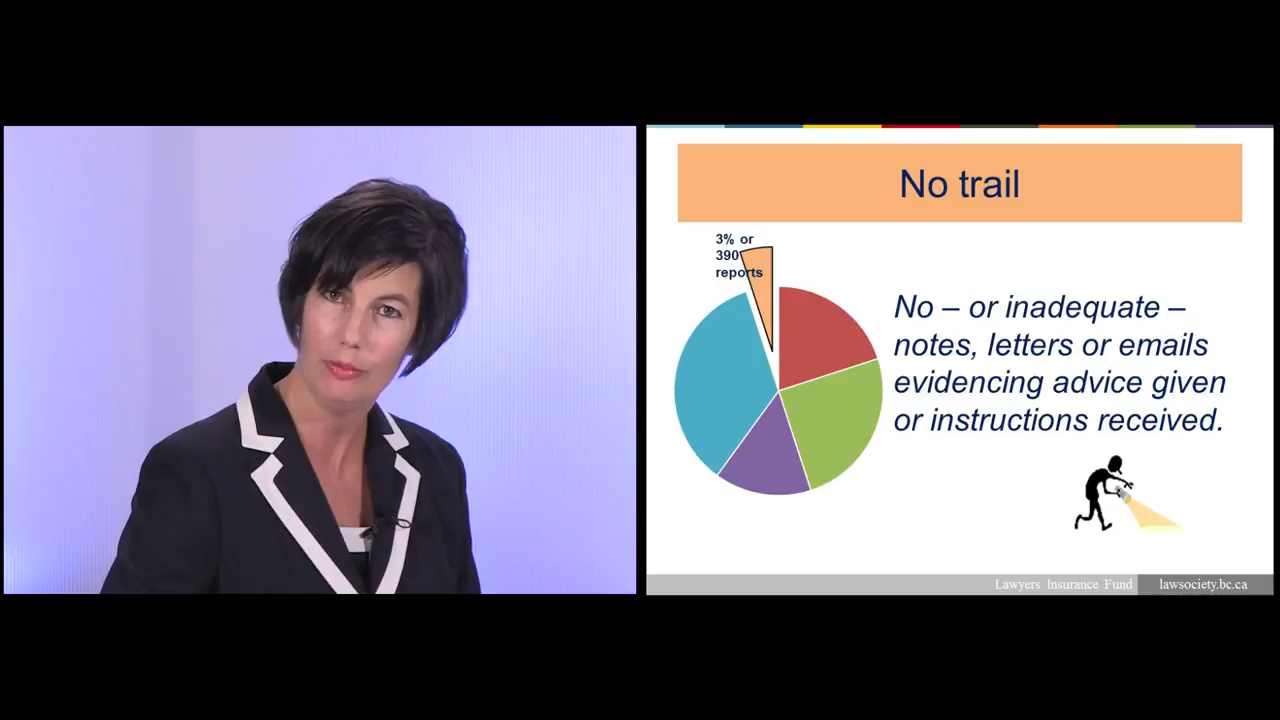 No trail
3% or
390
reports
No – or inadequate –
notes, letters or emails
evidencing advice given
or instructions received.
Lawyers Insurance Fund
lawsociety.bc.ca